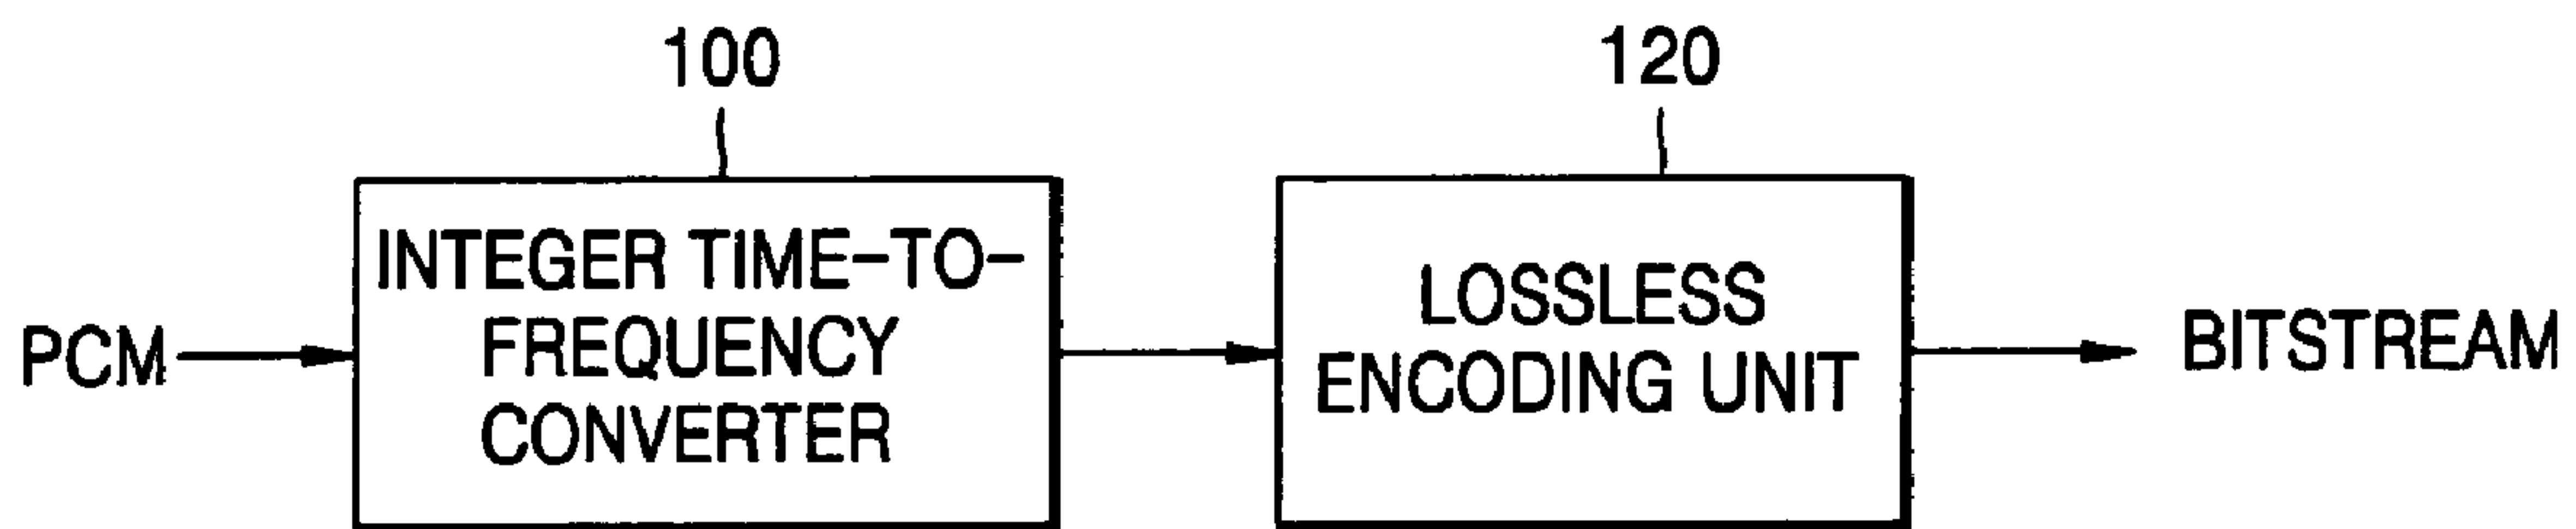 100
120
PCM
INTEGER TIME-TO-
FREQUENCY
CONVERTER
LOSSLESS
ENCODING UNIT
BITSTREAM